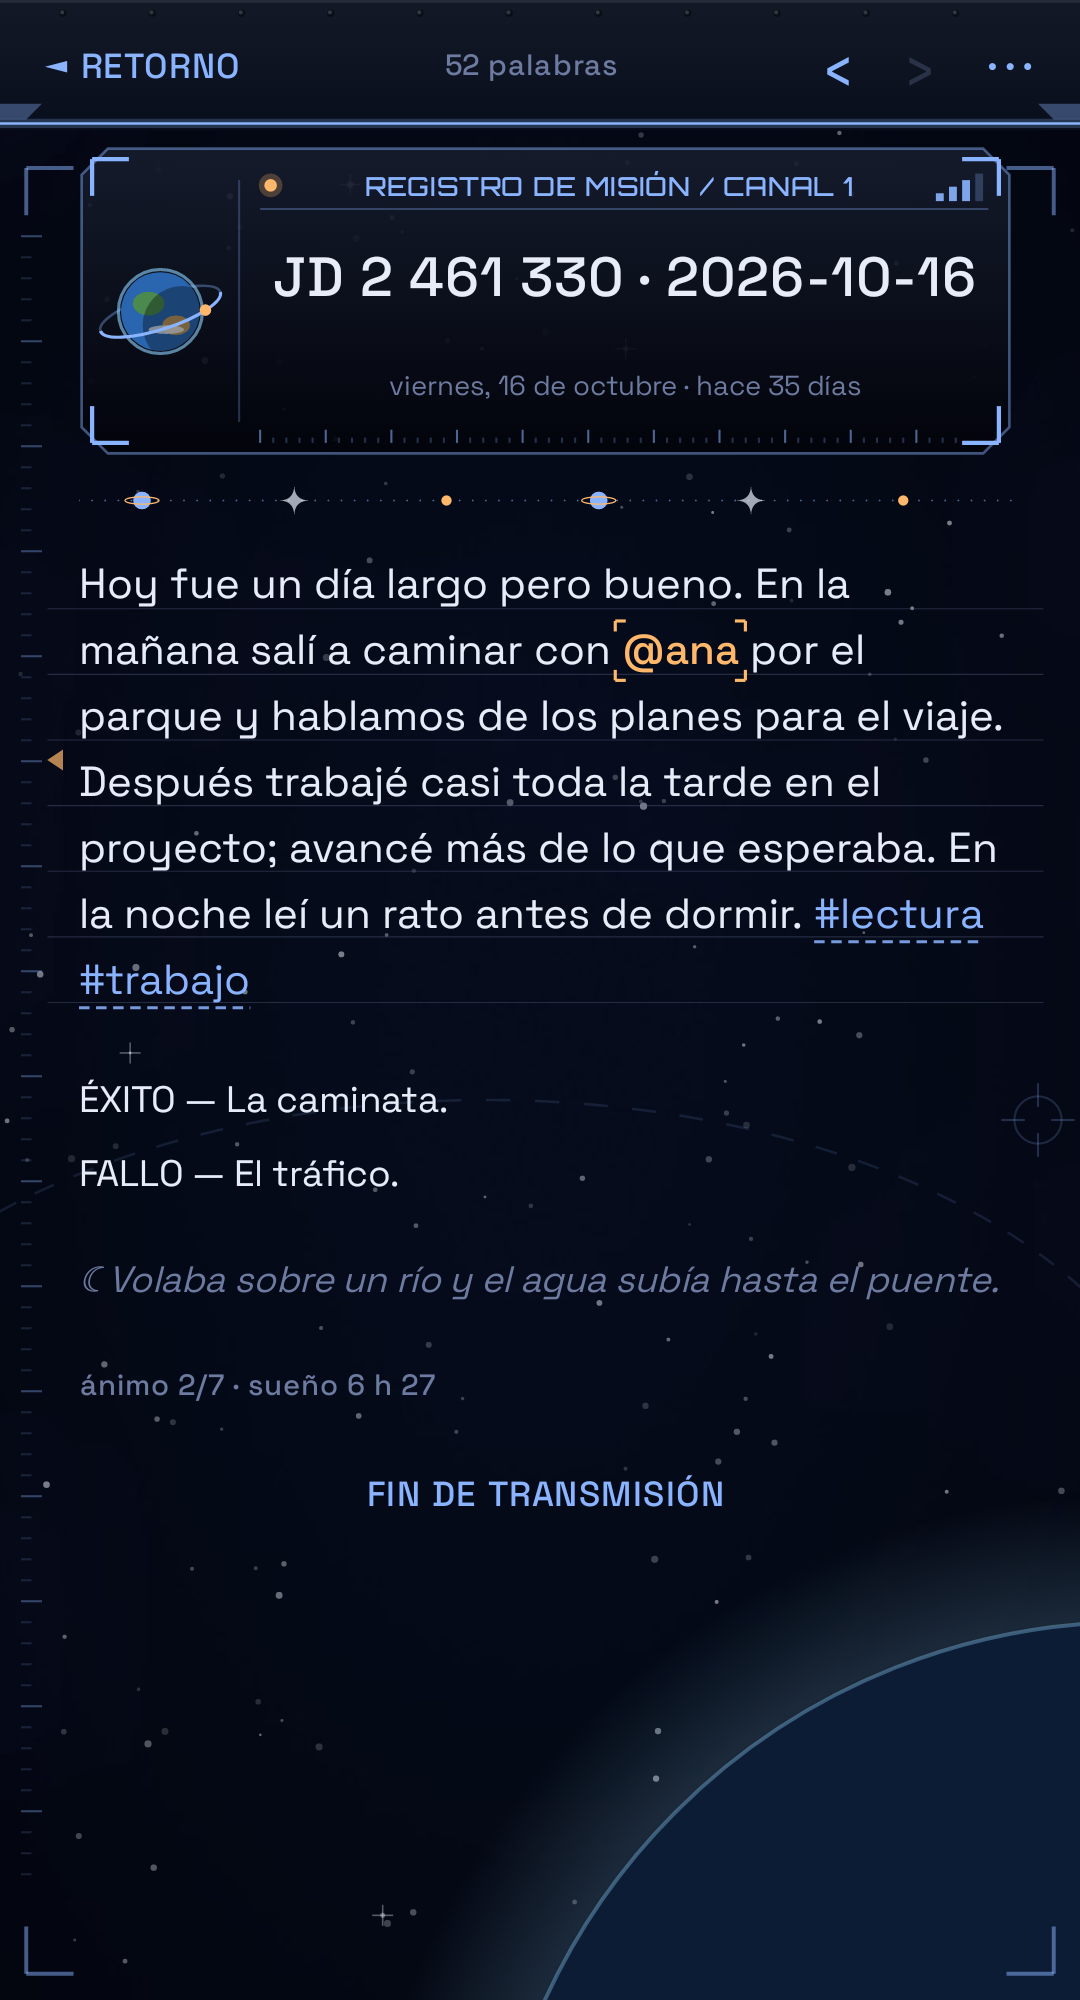 ◄ RETORNO
52 palabras
< > ···
REGISTRO DE MISIÓN / CANAL 1
JD 2 461 330 · 2026-10-16
viernes, 16 de octubre · hace 35 días
Hoy fue un día largo pero bueno. En la
mañana salí a caminar con @ana por el
parque y hablamos de los planes para el viaje.
Después trabajé casi toda la tarde en el
proyecto; avancé más de lo que esperaba. En
la noche leí un rato antes de dormir. #lectura
#trabajo
ÉXITO — La caminata.
FALLO — El tráfico.
☾ Volaba sobre un río y el agua subía hasta el puente.
ánimo 2/7 · sueño 6 h 27
FIN DE TRANSMISIÓN